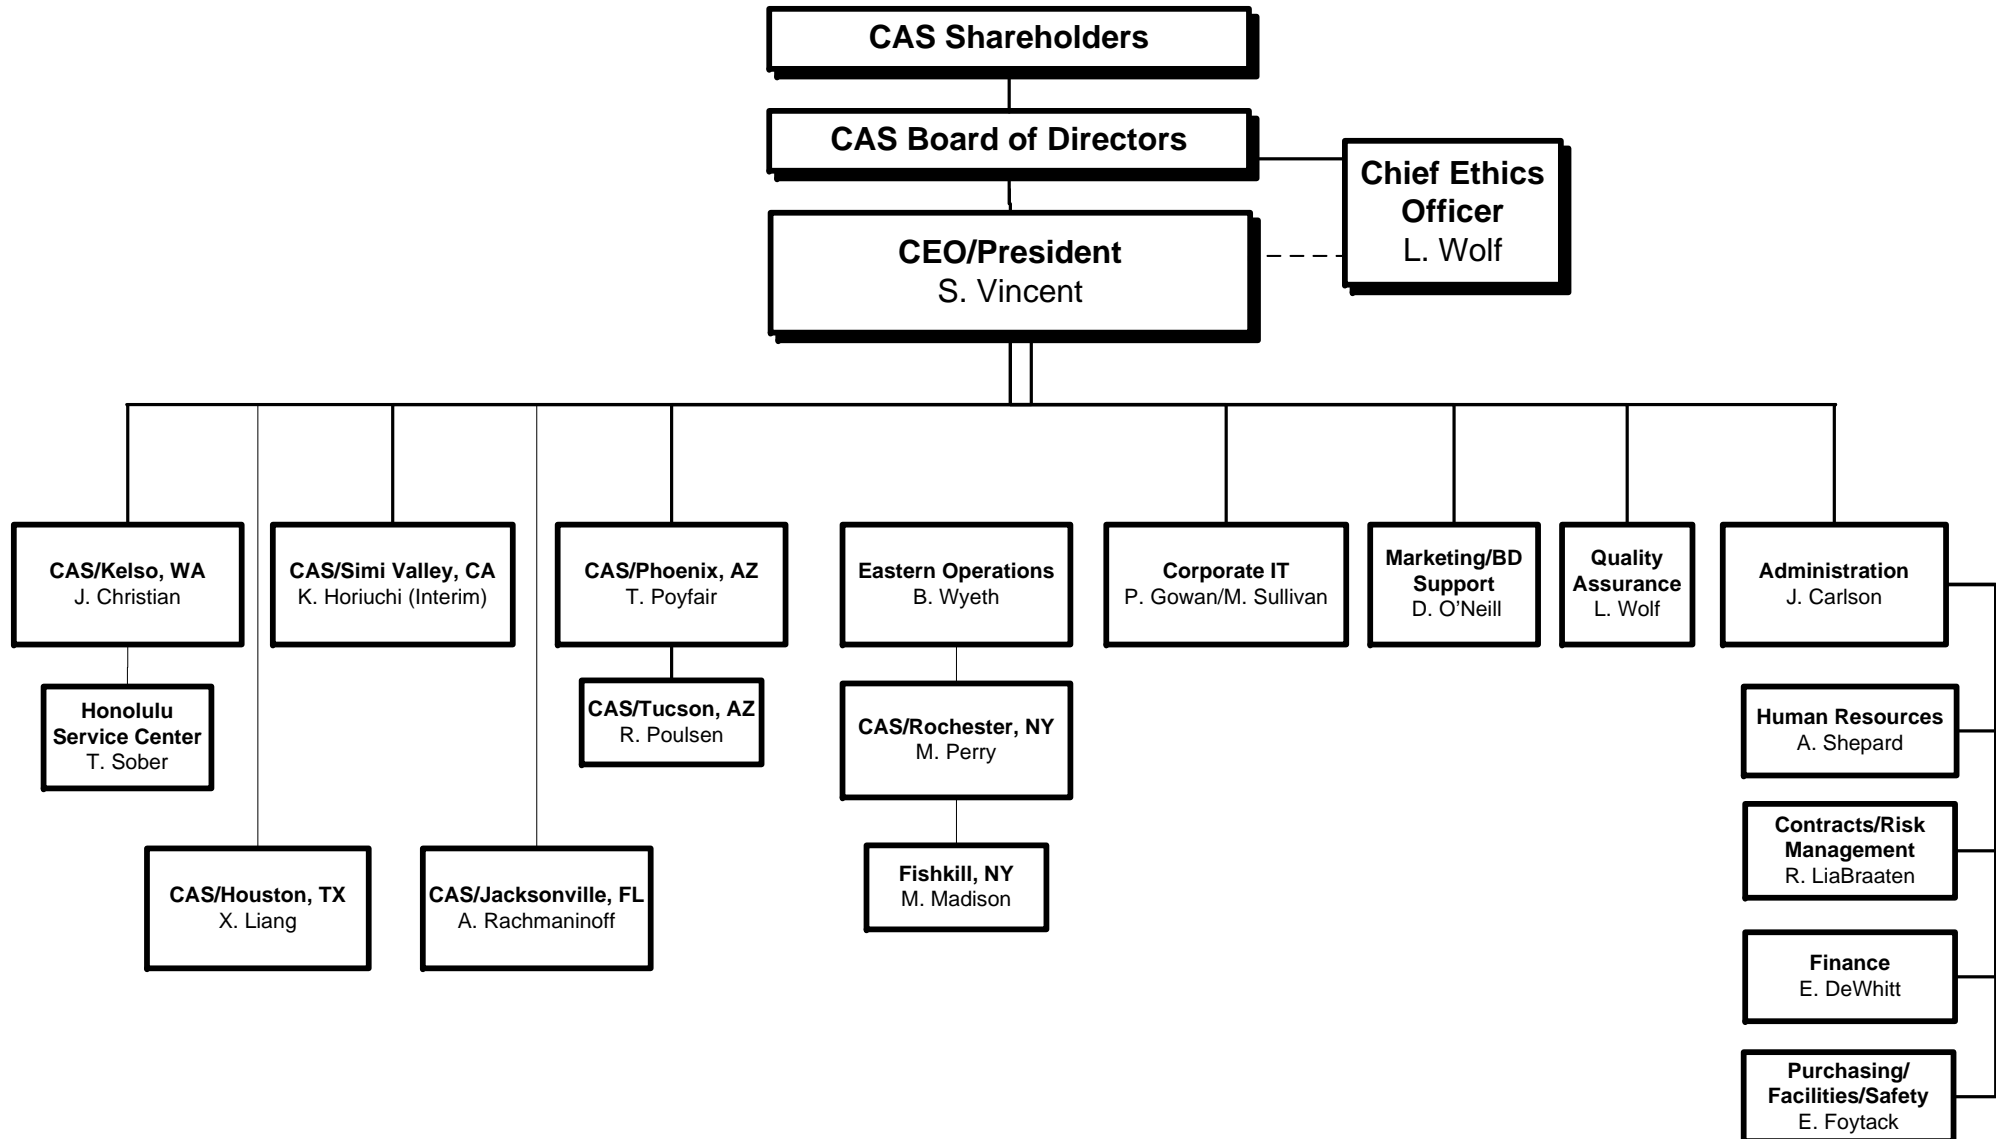 CAS Shareholders
CAS Board of Directors
Chief Ethics
Officer
L. Wolf
CEO/President
S. Vincent
CAS/Kelso, WA
J. Christian
CAS/Simi Valley, CA
K. Horiuchi (Interim)
CAS/Phoenix, AZ
T. Poyfair
Eastern Operations
B. Wyeth
Corporate IT
P. Gowan/M. Sullivan
Marketing/BD
Support
D. O’Neill
Quality
Assurance
L. Wolf
Administration
J. Carlson
Honolulu
Service Center
T. Sober
CAS/Tucson, AZ
R. Poulsen
CAS/Rochester, NY
M. Perry
Human Resources
A. Shepard
CAS/Houston, TX
X. Liang
CAS/Jacksonville, FL
A. Rachmaninoff
Fishkill, NY
M. Madison
Contracts/Risk
Management
R. LiaBraaten
Finance
E. DeWhitt
Purchasing/
Facilities/Safety
E. Foytack